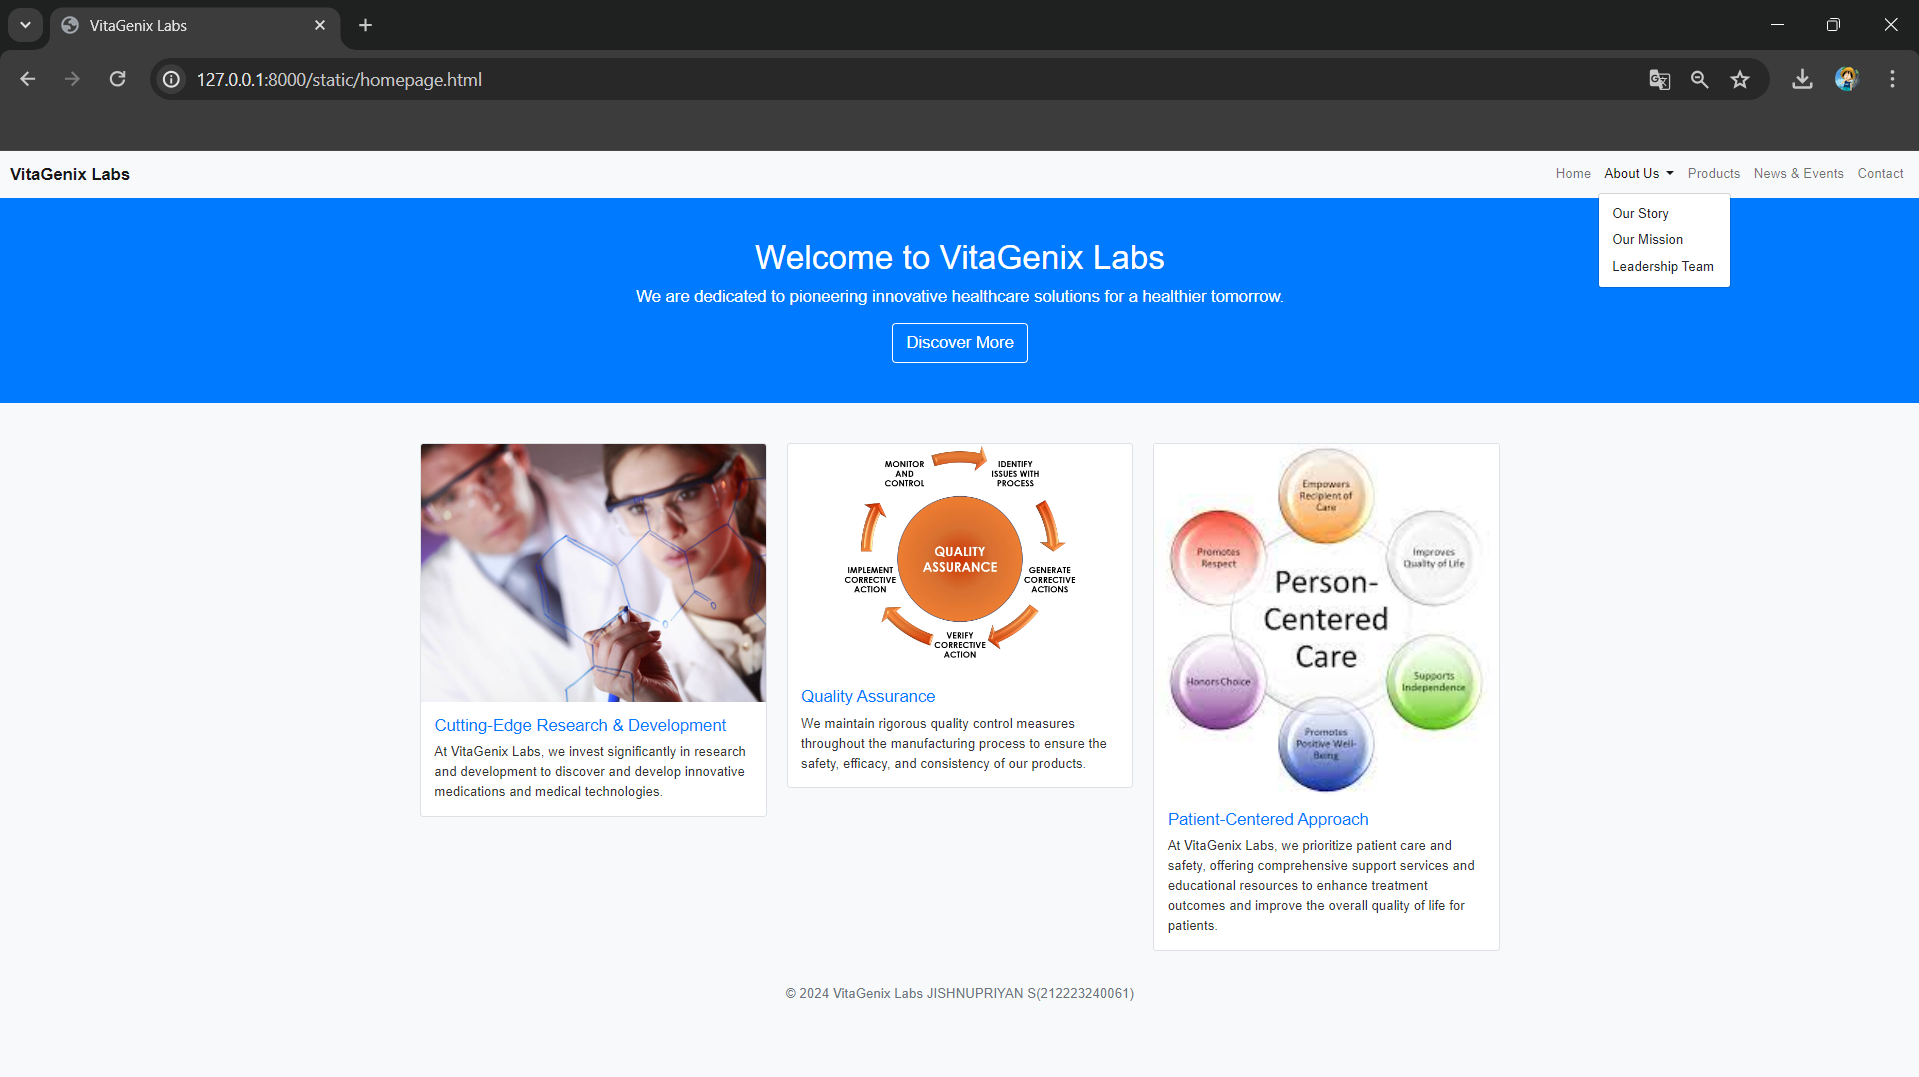 VitaGenix Labs
127.0.0.1:8000/static/homepage.html
VitaGenix Labs
Home About Us Products News & Events Contact
Our Story
Our Mission
Leadership Team
Welcome to VitaGenix Labs
We are dedicated to pioneering innovative healthcare solutions for a healthier tomorrow.
Discover More
Cutting-Edge Research & Development
At VitaGenix Labs, we invest significantly in research
and development to discover and develop innovative
medications and medical technologies.
MONITOR
AND
CONTROL
IDENTIFY
ISSUES WITH
PROCESS
QUALITY
ASSURANCE
IMPLEMENT
CORRECTIVE
ACTION
GENERATE
CORRECTIVE
ACTIONS
VERIFY
CORRECTIVE
ACTION
Quality Assurance
We maintain rigorous quality control measures
throughout the manufacturing process to ensure the
safety, efficacy, and consistency of our products.
Empowers
Recipient of
Care
Promotes
Respect
Improves
Quality of Life
Person-
Centered
Care
Honors Choice
Supports
Independence
Promotes
Positive Well-
Being
Patient-Centered Approach
At VitaGenix Labs, we prioritize patient care and
safety, offering comprehensive support services and
educational resources to enhance treatment
outcomes and improve the overall quality of life for
patients.
© 2024 VitaGenix Labs JISHNUPRIYAN S(212223240061)